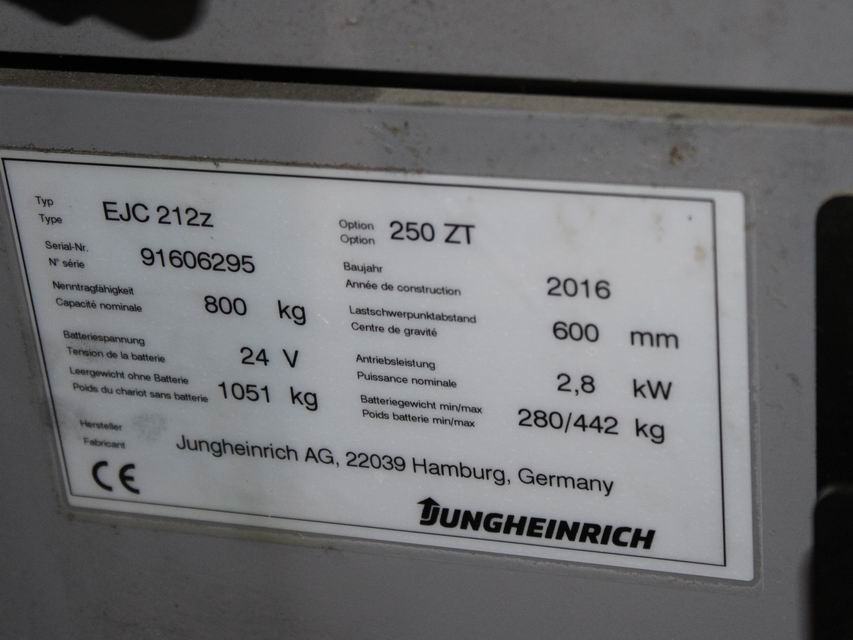 Typ
Type
EJC 212z
Option
Option
250 ZT
Serial-Nr.
N° série
91606295
Baujahr
Année de construction
2016
Nenntragfähigkeit
Capacité nominale
800 kg
Lastschwerpunktabstand
Centre de gravité
600 mm
Batteriespannung
Tension de la batterie
24 V
Antriebsleistung
Puissance nominale
2,8 kW
Leergewicht ohne Batterie
Poids du chariot sans batterie
1051 kg
Batteriegewicht min/max
Poids batterie min/max
280/442 kg
Hersteller
Fabricant
Jungheinrich AG, 22039 Hamburg, Germany
CE
JUNGHEINRICH